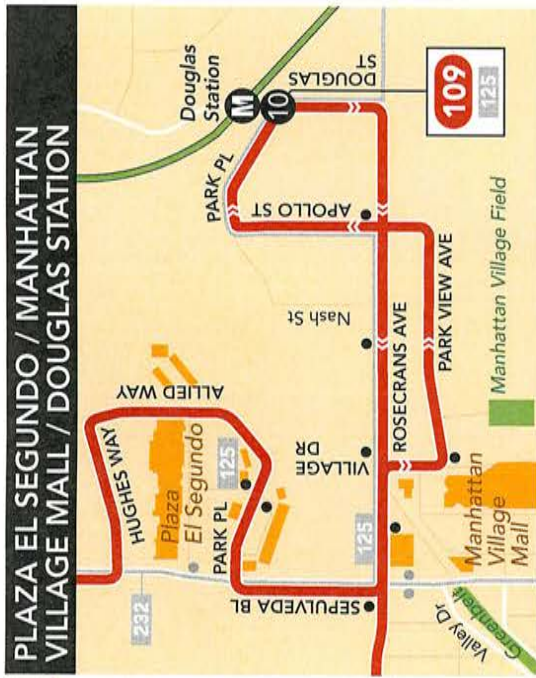 PLAZA EL SEGUNDO / MANHATTAN
VILLAGE MALL / DOUGLAS STATION
HUGHES WAY
ALLIED WAY
232
Plaza
El Segundo
125
PARK PL
SEPULVEDA BL
Douglas
Station
M
10
DOUGLAS
ST
PARK PL
APOLLO ST
109
125
Nash St
VILLAGE
DR
125
ROSECRANS AVE
PARK VIEW AVE
Manhattan
Village
Mall
Manhattan Village Field
Valley Dr
Greenbelt